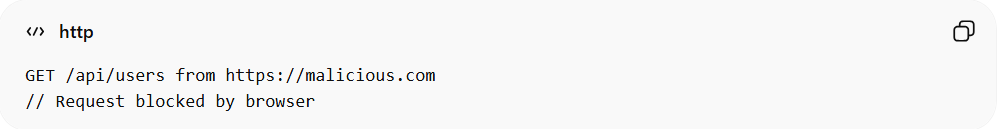 http
GET /api/users from https://malicious.com
// Request blocked by browser